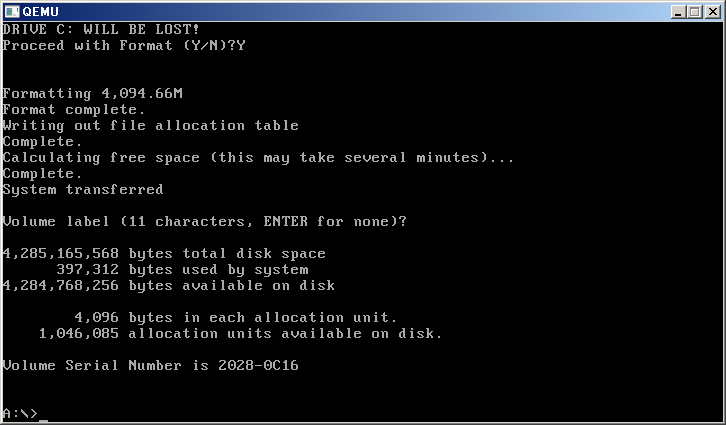 QEMU
DRIVE C: WILL BE LOST!
Proceed with Format (Y/N)?Y
Formatting 4,094.66M
Format complete.
Writing out file allocation table
Complete.
Calculating free space (this may take several minutes)...
Complete.
System transferred
Volume label (11 characters, ENTER for none)?
4,285,165,568 bytes total disk space
397,312 bytes used by system
4,284,768,256 bytes available on disk
4,096 bytes in each allocation unit.
1,046,085 allocation units available on disk.
Volume Serial Number is 2028-0C16
A:\>_